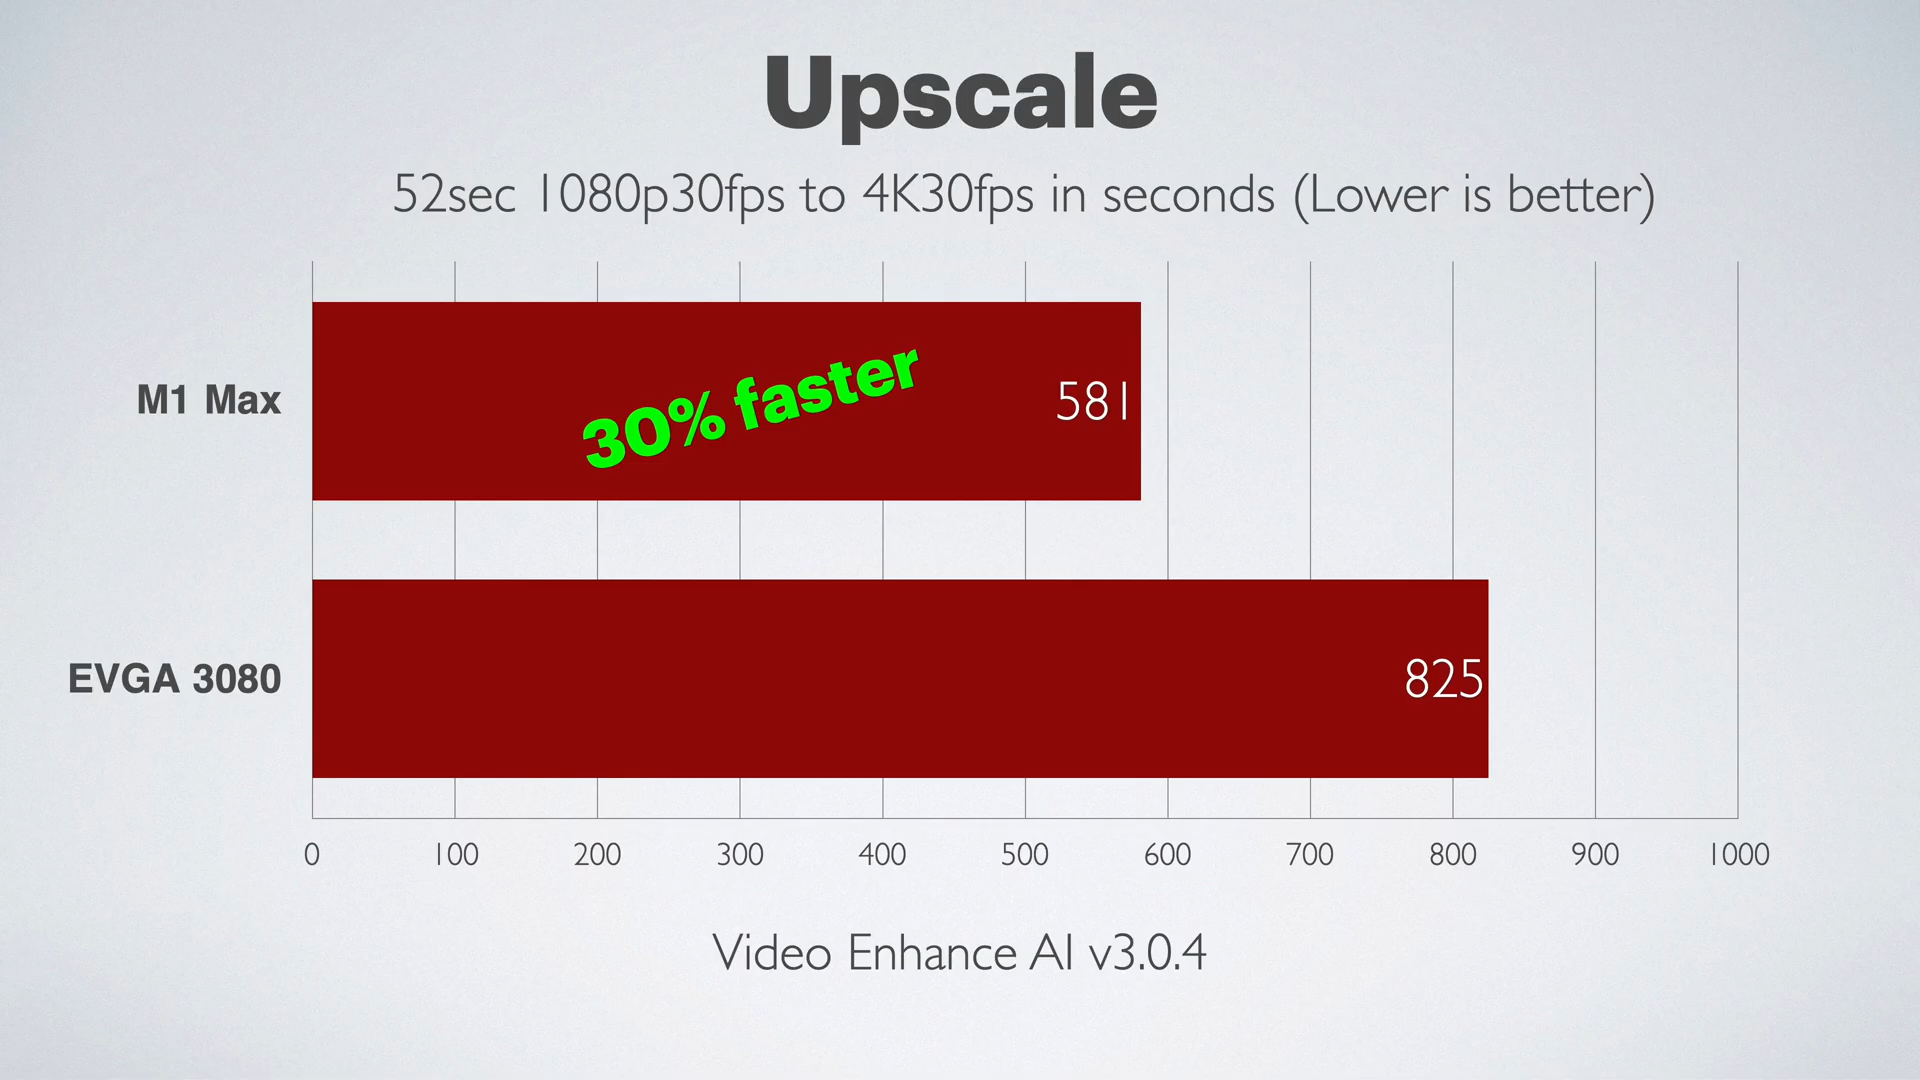 Upscale
52sec 1080p30fps to 4K30fps in seconds (Lower is better)
M1 Max
30% faster
581
EVGA 3080
825
0 100 200 300 400 500 600 700 800 900 1000
Video Enhance AI v3.0.4